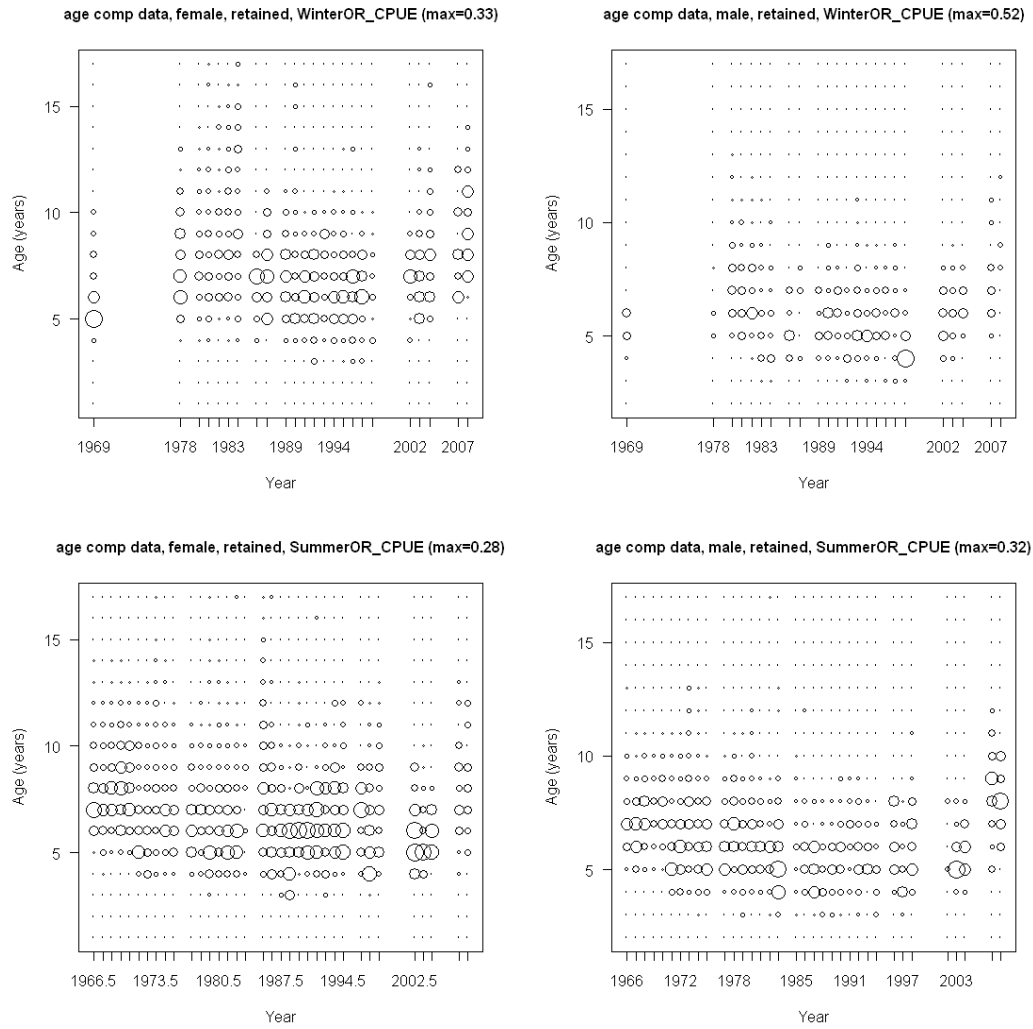 age comp data, female, retained, WinterOR_CPUE (max=0.33)
Age (years)
15
10
5
1969 1978 1983 1989 1994 2002 2007
Year
age comp data, male, retained, WinterOR_CPUE (max=0.52)
Age (years)
15
10
5
1969 1978 1983 1989 1994 2002 2007
Year
age comp data, female, retained, SummerOR_CPUE (max=0.28)
Age (years)
15
10
5
1966.5 1973.5 1980.5 1987.5 1994.5 2002.5
Year
age comp data, male, retained, SummerOR_CPUE (max=0.32)
Age (years)
15
10
5
1966 1972 1978 1985 1991 1997 2003
Year